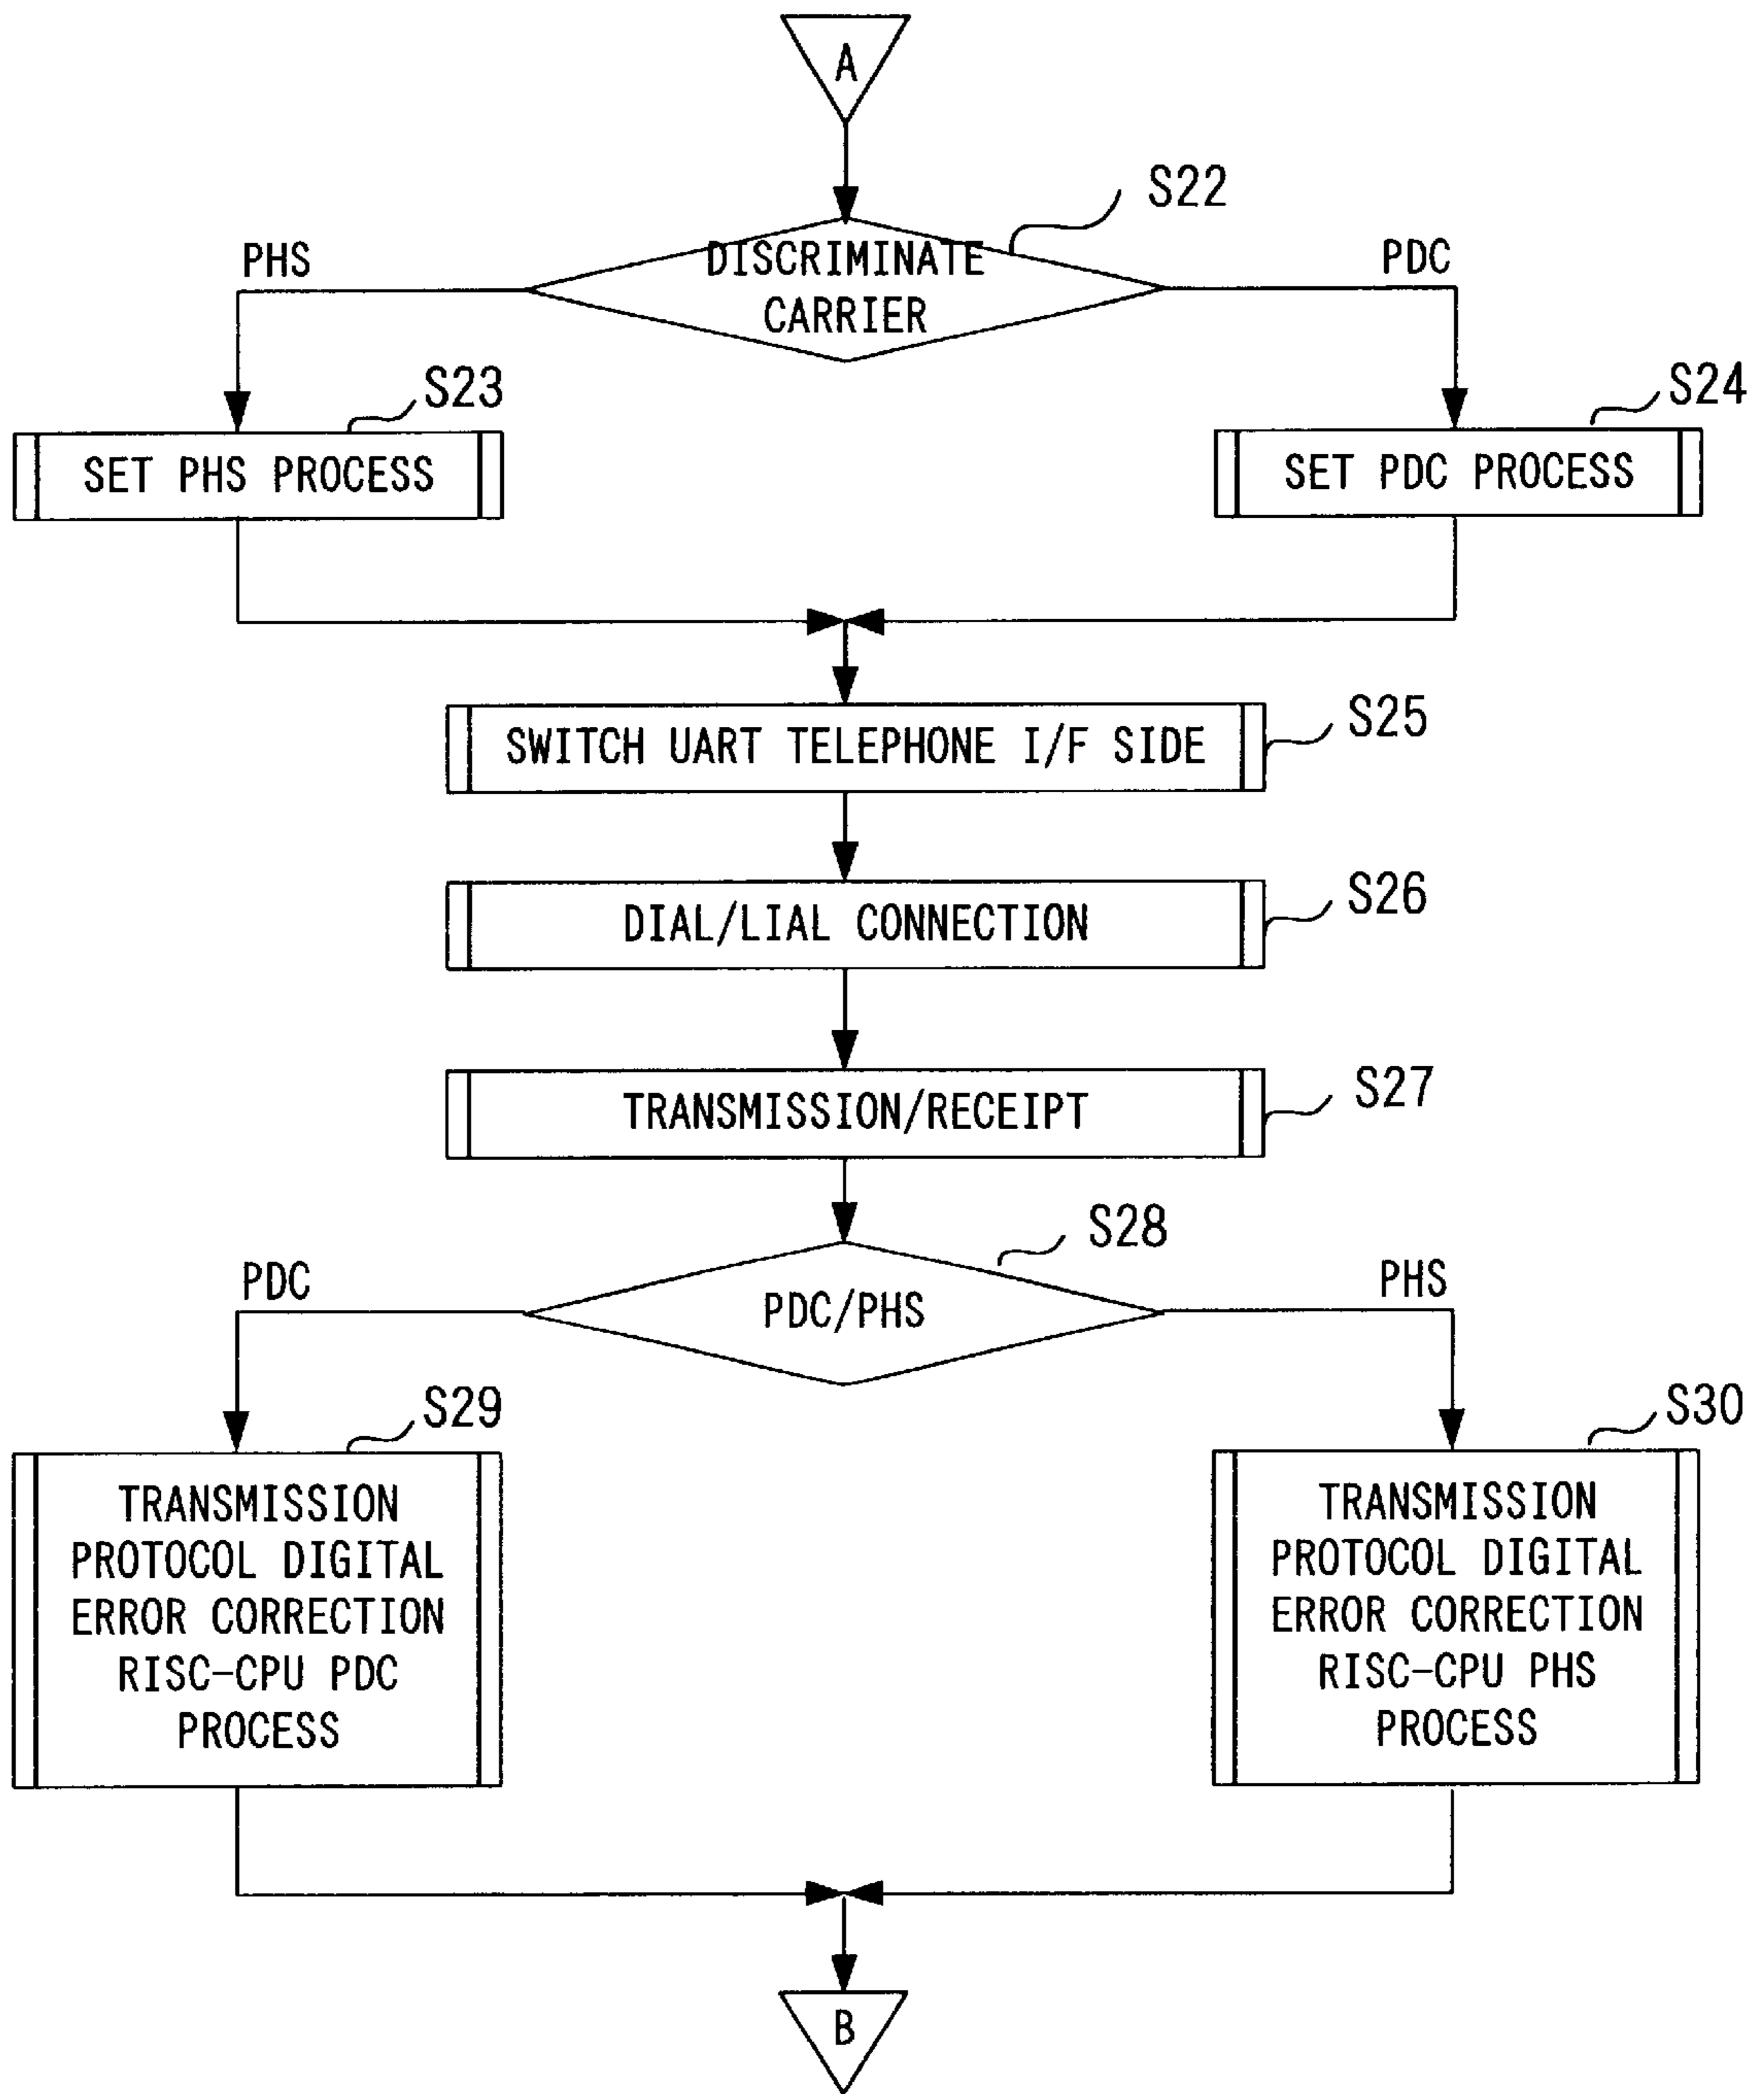 A
S22
PHS
DISCRIMINATE
CARRIER
PDC
S23
S24
SET PHS PROCESS
SET PDC PROCESS
S25
SWITCH UART TELEPHONE I/F SIDE
S26
DIAL/LIAL CONNECTION
S27
TRANSMISSION/RECEIPT
S28
PDC
PDC/PHS
PHS
S29
S30
TRANSMISSION
PROTOCOL DIGITAL
ERROR CORRECTION
RISC-CPU PDC
PROCESS
TRANSMISSION
PROTOCOL DIGITAL
ERROR CORRECTION
RISC-CPU PHS
PROCESS
B